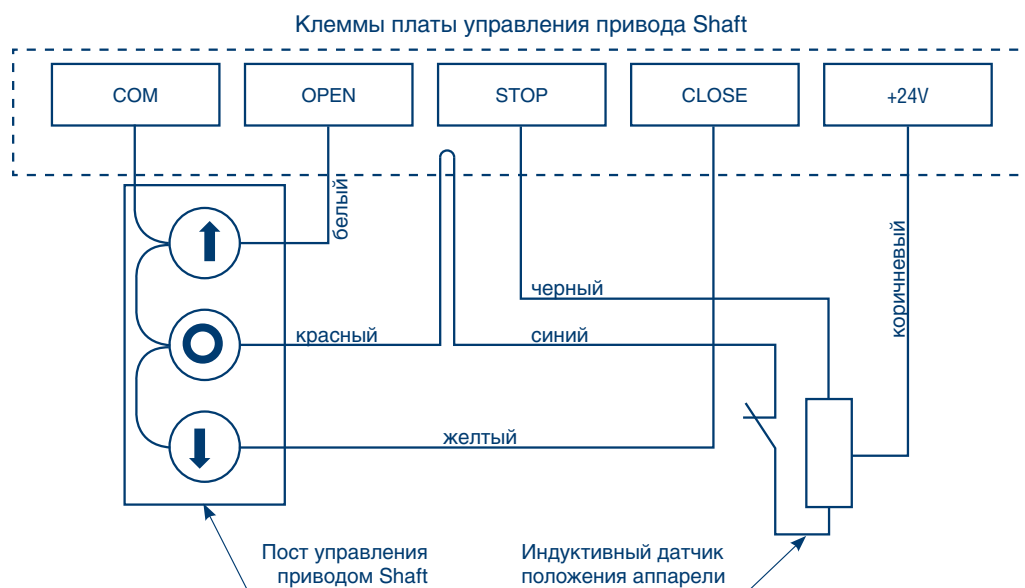 Клеммы платы управления привода Shaft
COM
OPEN
STOP
CLOSE
+24V
белый
черный
коричневый
красный
синий
желтый
Пост управления
приводом Shaft
Индуктивный датчик
положения аппарели